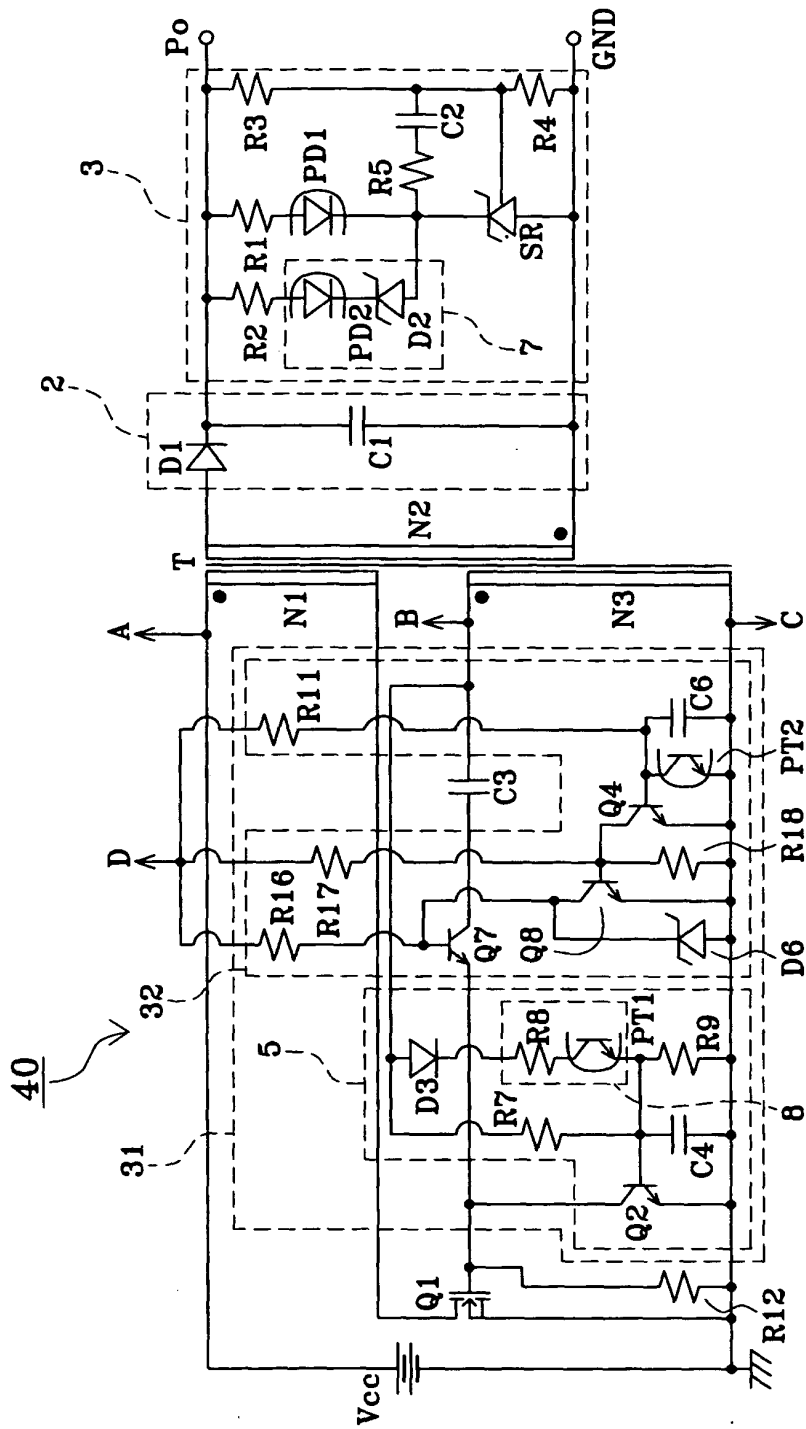 40
31
32
5
D
A
B
C
T
2
3
D1
C1
N1
N2
N3
R1
R2
R3
R4
R5
PD1
PD2
D2
7
C2
SR
Po
GND
R11
R16
R17
C3
Q7
Q8
Q4
C6
PT2
R18
D6
D3
R8
PT1
R9
8
R7
C4
Q2
Q1
R12
Vcc